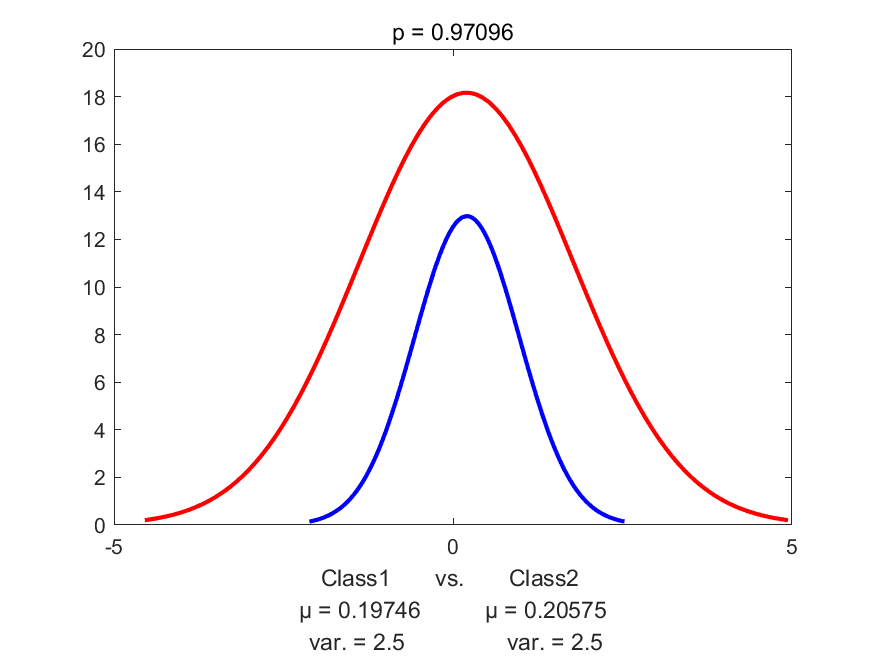 p = 0.97096
20
18
16
14
12
10
8
6
4
2
0
-5 0 5
Class1 vs. Class2
μ = 0.19746 μ = 0.20575
var. = 2.5 var. = 2.5